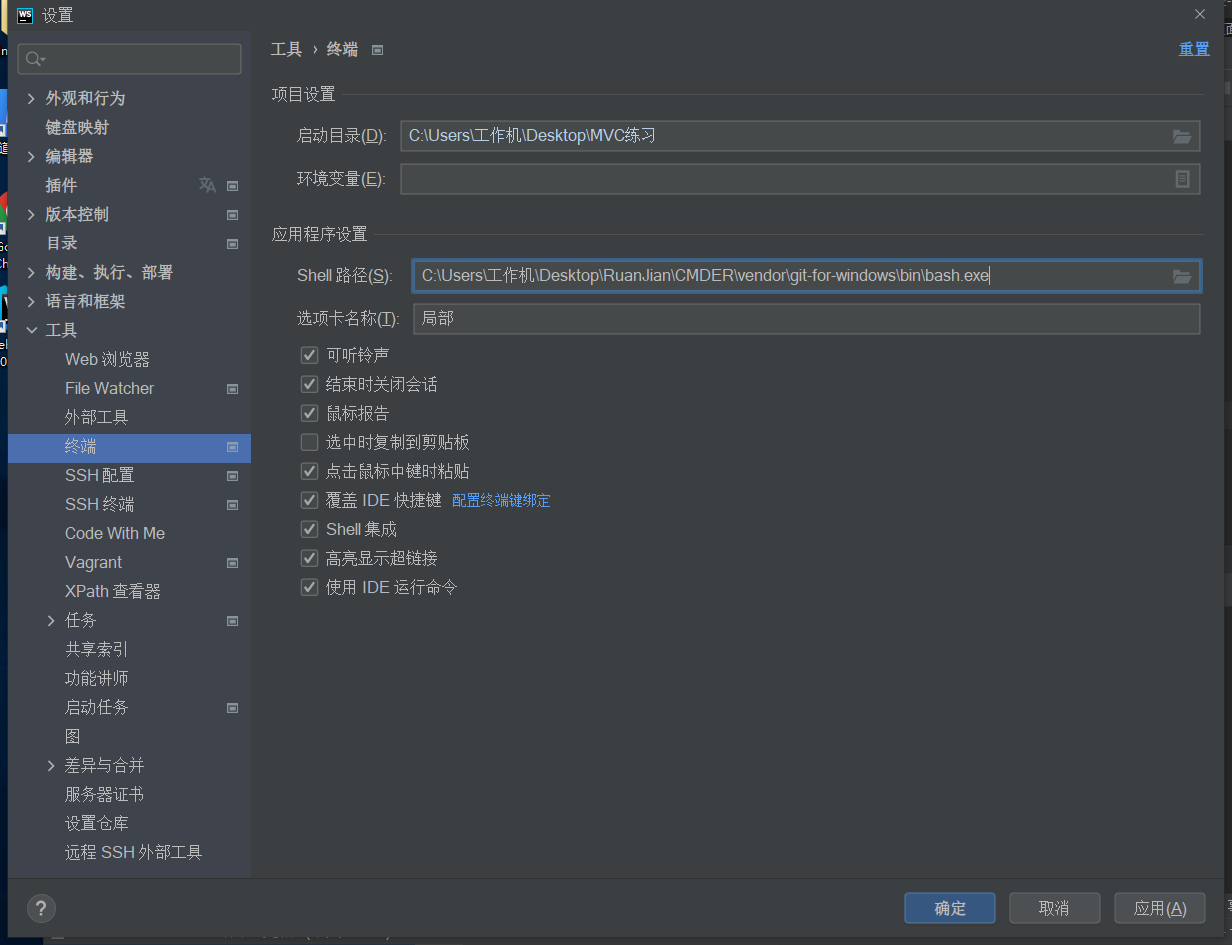 WS 设置
工具 › 终端
重置
外观和行为
键盘映射
编辑器
插件
版本控制
目录
构建、执行、部署
语言和框架
工具
Web 浏览器
File Watcher
外部工具
终端
SSH 配置
SSH 终端
Code With Me
Vagrant
XPath 查看器
任务
共享索引
功能讲师
启动任务
图
差异与合并
服务器证书
设置仓库
远程 SSH 外部工具
项目设置
启动目录(D): C:\Users\工作机\Desktop\MVC练习
环境变量(E):
应用程序设置
Shell 路径(S): C:\Users\工作机\Desktop\RuanJian\CMDER\vendor\git-for-windows\bin\bash.exe
选项卡名称(T): 局部
可听铃声
结束时关闭会话
鼠标报告
选中时复制到剪贴板
点击鼠标中键时粘贴
覆盖 IDE 快捷键 配置终端键绑定
Shell 集成
高亮显示超链接
使用 IDE 运行命令
?
确定
取消
应用(A)